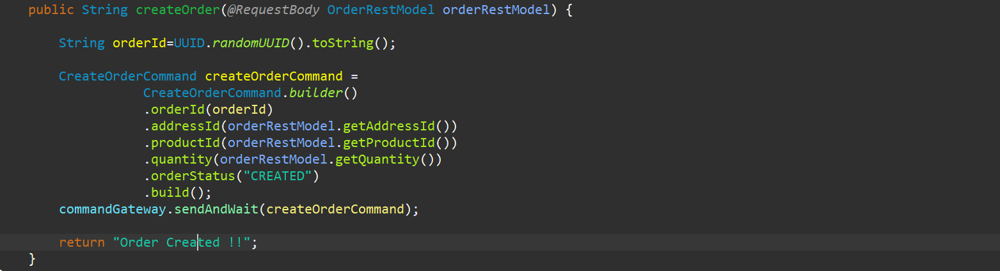 public String createOrder(@RequestBody OrderRestModel orderRestModel) {
String orderId=UUID.randomUUID().toString();
CreateOrderCommand createOrderCommand =
CreateOrderCommand.builder()
.orderId(orderId)
.addressId(orderRestModel.getAddressId())
.productId(orderRestModel.getProductId())
.quantity(orderRestModel.getQuantity())
.orderStatus("CREATED")
.build();
commandGateway.sendAndWait(createOrderCommand);
return "Order Created !!";
}